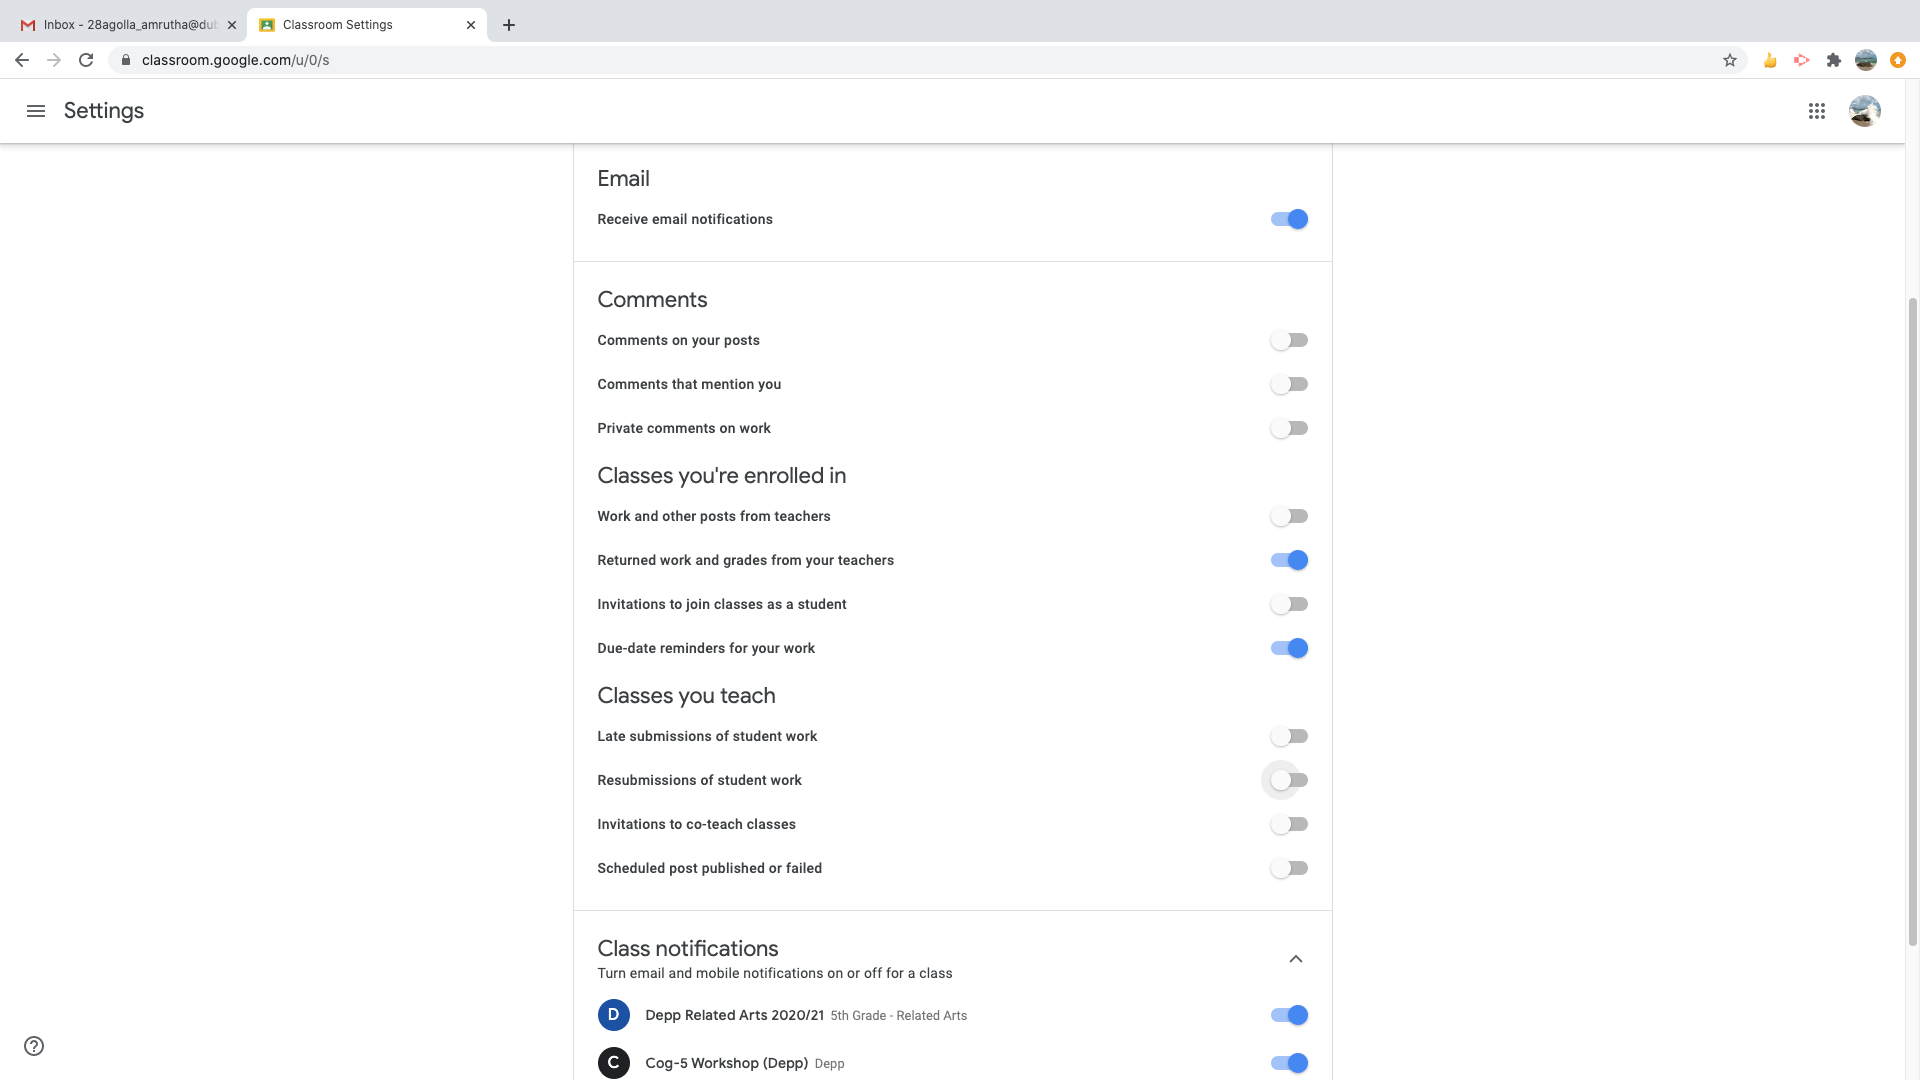 Inbox - 28agolla_amrutha@dub
Classroom Settings
classroom.google.com/u/0/s
Settings
Email
Receive email notifications
Comments
Comments on your posts
Comments that mention you
Private comments on work
Classes you're enrolled in
Work and other posts from teachers
Returned work and grades from your teachers
Invitations to join classes as a student
Due-date reminders for your work
Classes you teach
Late submissions of student work
Resubmissions of student work
Invitations to co-teach classes
Scheduled post published or failed
Class notifications
Turn email and mobile notifications on or off for a class
D Depp Related Arts 2020/21 5th Grade - Related Arts
C Cog-5 Workshop (Depp) Depp